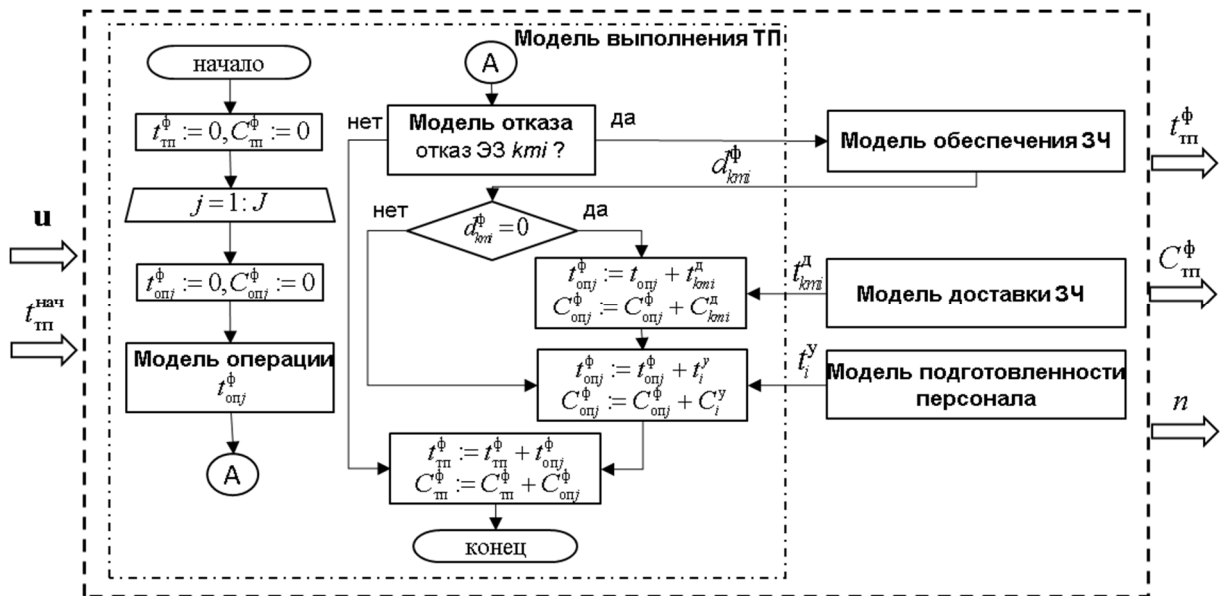 Модель выполнения ТП
начало
t_тп^ф := 0, C_тп^ф := 0
j = 1 : J
t_опj^ф := 0, C_опj^ф := 0
Модель операции
t_опj^ф
А
А
Модель отказа
отказ ЭЗ kmi ?
нет
да
d_kmi^ф
Модель обеспечения ЗЧ
нет
да
d_kmi^ф = 0
t_опj^ф := t_опj + t_kmi^д
C_опj^ф := C_опj^ф + C_kmi^д
t_kmi^д
Модель доставки ЗЧ
t_опj^ф := t_опj^ф + t_i^у
C_опj^ф := C_опj^ф + C_i^у
t_i^у
Модель подготовленности
персонала
t_тп^ф := t_тп^ф + t_опj^ф
C_тп^ф := C_тп^ф + C_опj^ф
конец
u
t_тп^нач
t_тп^ф
C_тп^ф
n